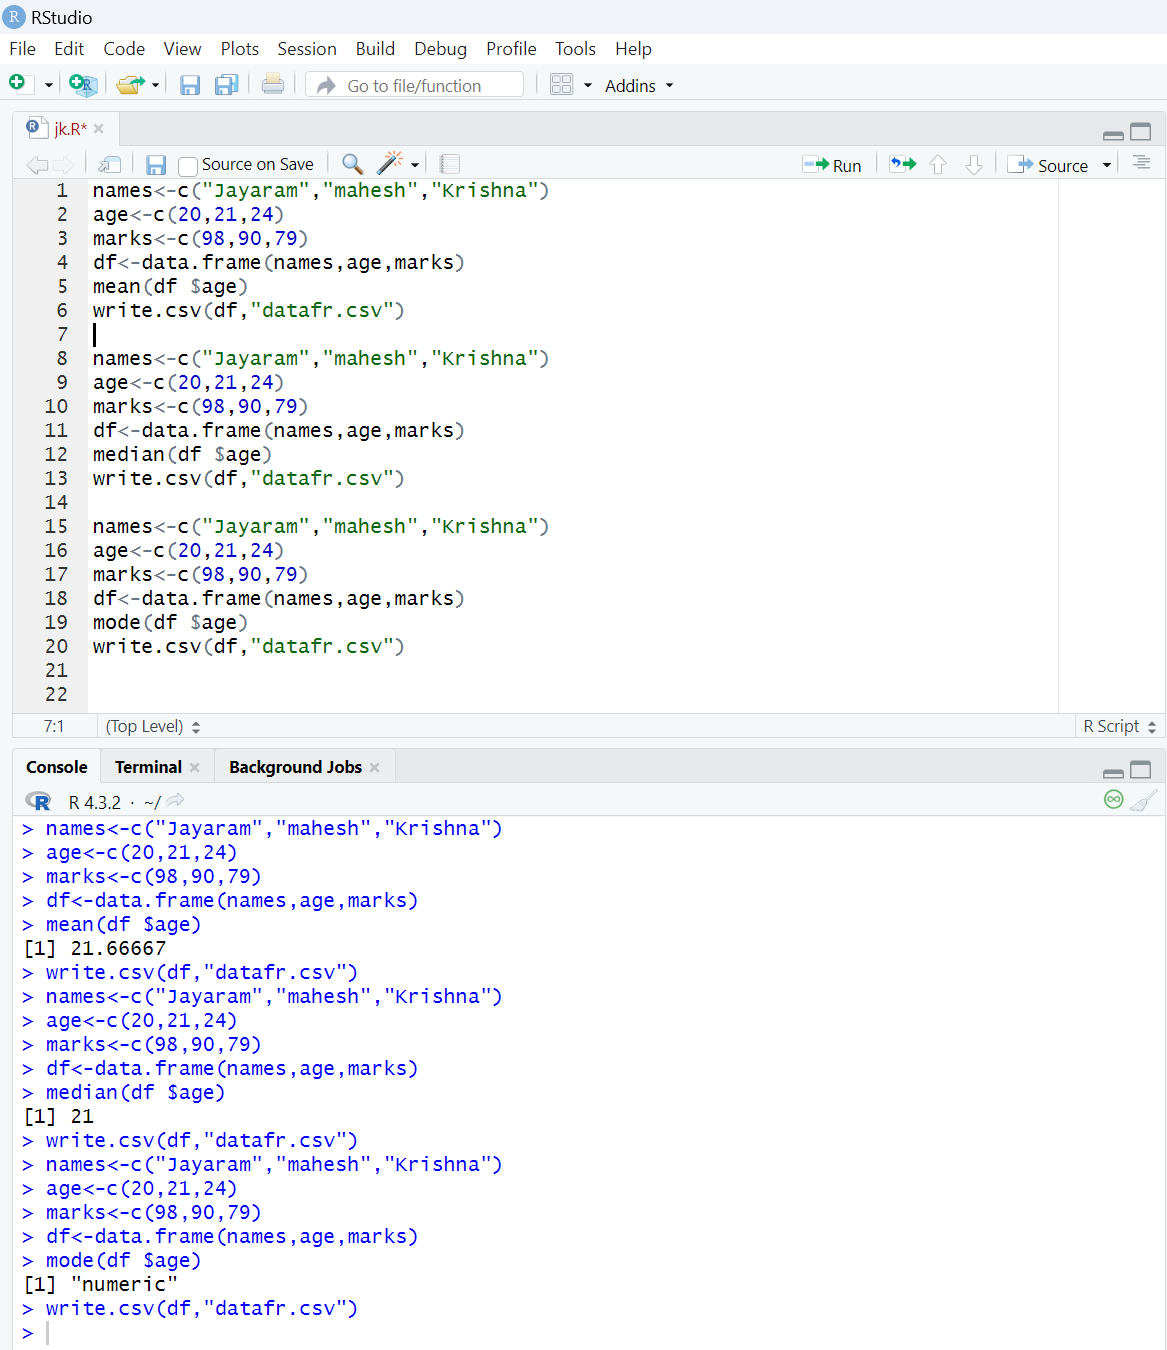 RStudio
File Edit Code View Plots Session Build Debug Profile Tools Help
Go to file/function Addins
jk.R*
Source on Save Run Source
1 names<-c("Jayaram","mahesh","Krishna")
2 age<-c(20,21,24)
3 marks<-c(98,90,79)
4 df<-data.frame(names,age,marks)
5 mean(df $age)
6 write.csv(df,"datafr.csv")
7
8 names<-c("Jayaram","mahesh","Krishna")
9 age<-c(20,21,24)
10 marks<-c(98,90,79)
11 df<-data.frame(names,age,marks)
12 median(df $age)
13 write.csv(df,"datafr.csv")
14
15 names<-c("Jayaram","mahesh","Krishna")
16 age<-c(20,21,24)
17 marks<-c(98,90,79)
18 df<-data.frame(names,age,marks)
19 mode(df $age)
20 write.csv(df,"datafr.csv")
21
22
7:1 (Top Level) R Script
Console Terminal Background Jobs
R R 4.3.2 · ~/
> names<-c("Jayaram","mahesh","Krishna")
> age<-c(20,21,24)
> marks<-c(98,90,79)
> df<-data.frame(names,age,marks)
> mean(df $age)
[1] 21.66667
> write.csv(df,"datafr.csv")
> names<-c("Jayaram","mahesh","Krishna")
> age<-c(20,21,24)
> marks<-c(98,90,79)
> df<-data.frame(names,age,marks)
> median(df $age)
[1] 21
> write.csv(df,"datafr.csv")
> names<-c("Jayaram","mahesh","Krishna")
> age<-c(20,21,24)
> marks<-c(98,90,79)
> df<-data.frame(names,age,marks)
> mode(df $age)
[1] "numeric"
> write.csv(df,"datafr.csv")
>